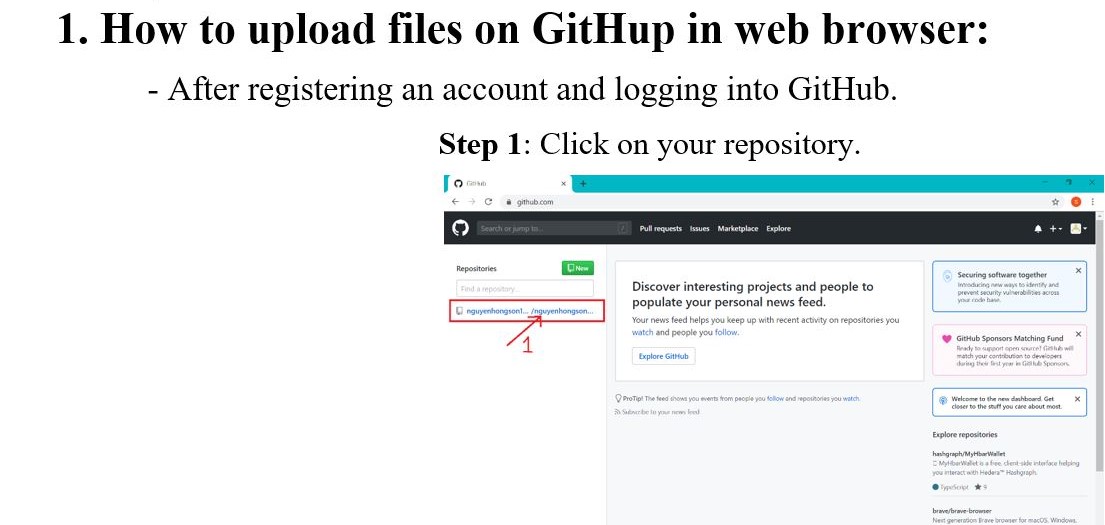 1. How to upload files on GitHup in web browser:
- After registering an account and logging into GitHub.
Step 1: Click on your repository.
GitHub
github.com
Search or jump to...
/
Pull requests Issues Marketplace Explore
Repositories
New
Find a repository...
nguyenhongson1... /nguyenhongson...
1
Discover interesting projects and people to
populate your personal news feed.
Your news feed helps you keep up with recent activity on repositories you
watch and people you follow.
Explore GitHub
ProTip! The feed shows you events from people you follow and repositories you watch.
Subscribe to your news feed
Securing software together
Introducing new ways to identify and
prevent security vulnerabilities across
your code base.
GitHub Sponsors Matching Fund
Ready to support open source? GitHub will
match your contribution to developers
during their first year in GitHub Sponsors.
Welcome to the new dashboard. Get
closer to the stuff you care about most.
Explore repositories
hashgraph/MyHbarWallet
MyHbarWallet is a free, client-side interface helping
you interact with Hedera™ Hashgraph.
TypeScript ★ 9
brave/brave-browser
Next generation Brave browser for macOS, Windows,